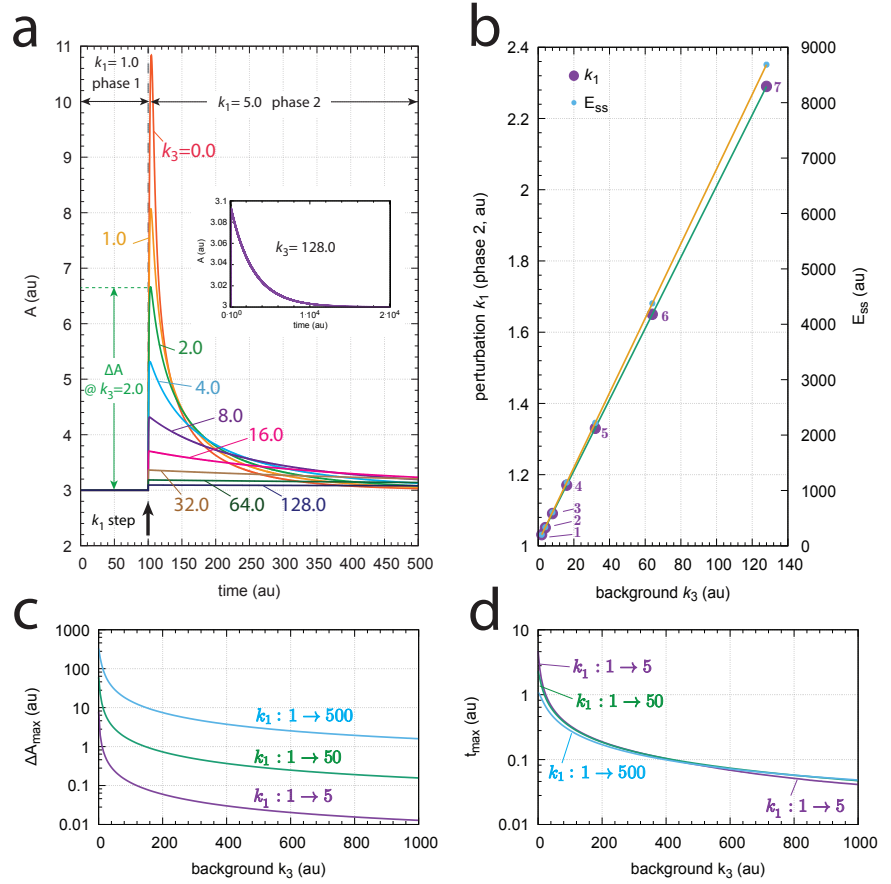 a
k₁= 1.0
phase 1
k₁ = 5.0 phase 2
k₃=0.0
1.0
ΔA
@ k₃=2.0
2.0
4.0
8.0
16.0
32.0
64.0
128.0
k₁ step
11
10
9
8
7
6
5
4
3
2
A (au)
0 50 100 150 200 250 300 350 400 450 500
time (au)
3.1
3.08
3.06
3.04
3.02
3
A (au)
k₃ = 128.0
0·10⁰ 1·10⁴ 2·10⁴
time (au)
b
k₁
Eₛₛ
2.4
2.2
2
1.8
1.6
1.4
1.2
1
perturbation k₁ (phase 2, au)
9000
8000
7000
6000
5000
4000
3000
2000
1000
0
Eₛₛ (au)
7
6
5
4
3
2
1
0 20 40 60 80 100 120 140
background k₃ (au)
c
1000
100
10
1
0.1
0.01
ΔAₘₐₓ (au)
k₁ : 1 → 500
k₁ : 1 → 50
k₁ : 1 → 5
0 200 400 600 800 1000
background k₃ (au)
d
10
1
0.1
0.01
tₘₐₓ (au)
k₁ : 1 → 5
k₁ : 1 → 50
k₁ : 1 → 500
k₁ : 1 → 5
0 200 400 600 800 1000
background k₃ (au)